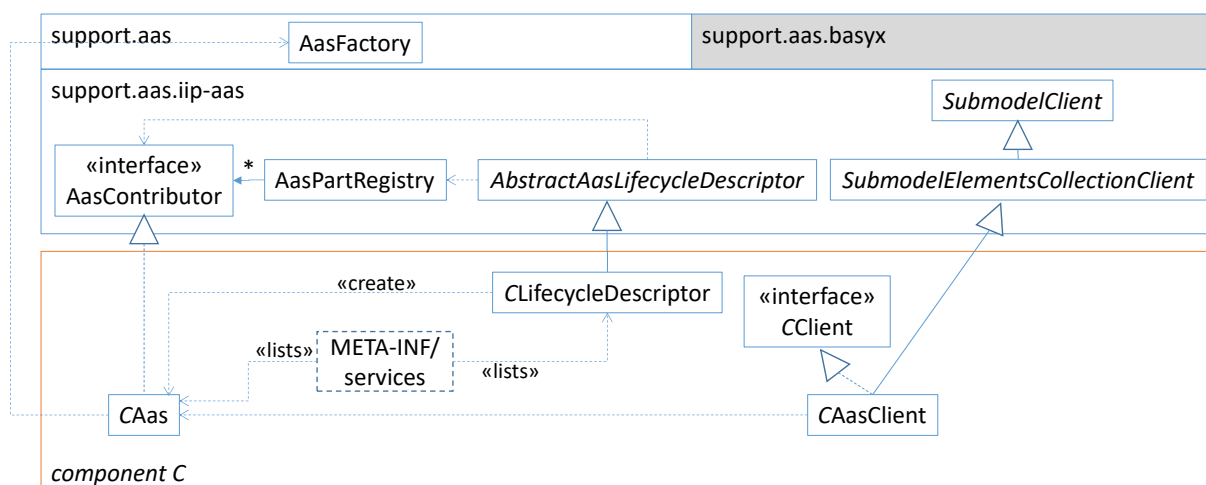 support.aas
AasFactory
support.aas.basyx
support.aas.iip-aas
SubmodelClient
«interface»
AasContributor
*
AasPartRegistry
AbstractAasLifecycleDescriptor
SubmodelElementsCollectionClient
«create»
CLifecycleDescriptor
«interface»
CClient
«lists»
META-INF/
services
«lists»
CAas
CAasClient
component C